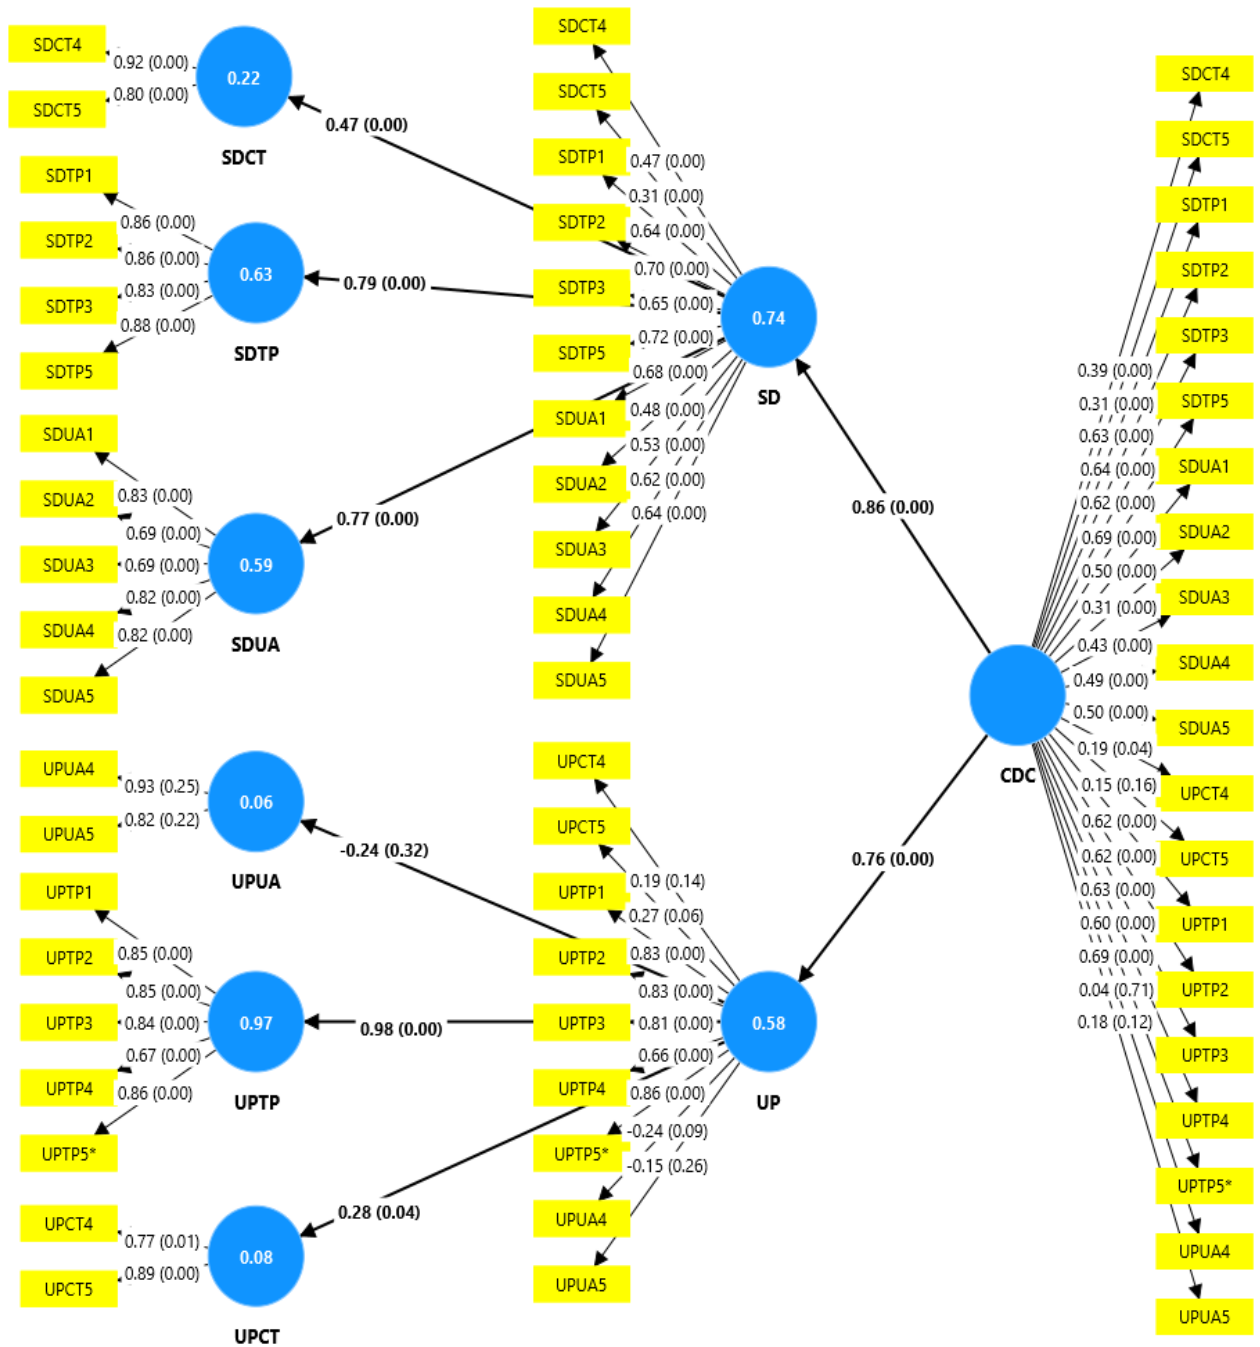 SDCT4
SDCT5
0.92 (0.00)
0.80 (0.00)
0.22
SDCT
SDTP1
SDTP2
SDTP3
SDTP5
0.86 (0.00)
0.86 (0.00)
0.83 (0.00)
0.88 (0.00)
0.63
SDTP
SDUA1
SDUA2
SDUA3
SDUA4
SDUA5
0.83 (0.00)
0.69 (0.00)
0.69 (0.00)
0.82 (0.00)
0.82 (0.00)
0.59
SDUA
UPUA4
UPUA5
0.93 (0.25)
0.82 (0.22)
0.06
UPUA
UPTP1
UPTP2
UPTP3
UPTP4
UPTP5*
0.85 (0.00)
0.85 (0.00)
0.84 (0.00)
0.67 (0.00)
0.86 (0.00)
0.97
UPTP
UPCT4
UPCT5
0.77 (0.01)
0.89 (0.00)
0.08
UPCT
0.47 (0.00)
0.79 (0.00)
0.77 (0.00)
-0.24 (0.32)
0.98 (0.00)
0.28 (0.04)
SDCT4
SDCT5
SDTP1
SDTP2
SDTP3
SDTP5
SDUA1
SDUA2
SDUA3
SDUA4
SDUA5
0.47 (0.00)
0.31 (0.00)
0.64 (0.00)
0.70 (0.00)
0.65 (0.00)
0.72 (0.00)
0.68 (0.00)
0.48 (0.00)
0.53 (0.00)
0.62 (0.00)
0.64 (0.00)
0.74
SD
UPCT4
UPCT5
UPTP1
UPTP2
UPTP3
UPTP4
UPTP5*
UPUA4
UPUA5
0.19 (0.14)
0.27 (0.06)
0.83 (0.00)
0.83 (0.00)
0.81 (0.00)
0.66 (0.00)
0.86 (0.00)
-0.24 (0.09)
-0.15 (0.26)
0.58
UP
0.86 (0.00)
0.76 (0.00)
CDC
0.39 (0.00)
0.31 (0.00)
0.63 (0.00)
0.64 (0.00)
0.62 (0.00)
0.69 (0.00)
0.50 (0.00)
0.31 (0.00)
0.43 (0.00)
0.49 (0.00)
0.50 (0.00)
0.19 (0.04)
0.15 (0.16)
0.62 (0.00)
0.62 (0.00)
0.63 (0.00)
0.60 (0.00)
0.69 (0.00)
0.04 (0.71)
0.18 (0.12)
SDCT4
SDCT5
SDTP1
SDTP2
SDTP3
SDTP5
SDUA1
SDUA2
SDUA3
SDUA4
SDUA5
UPCT4
UPCT5
UPTP1
UPTP2
UPTP3
UPTP4
UPTP5*
UPUA4
UPUA5